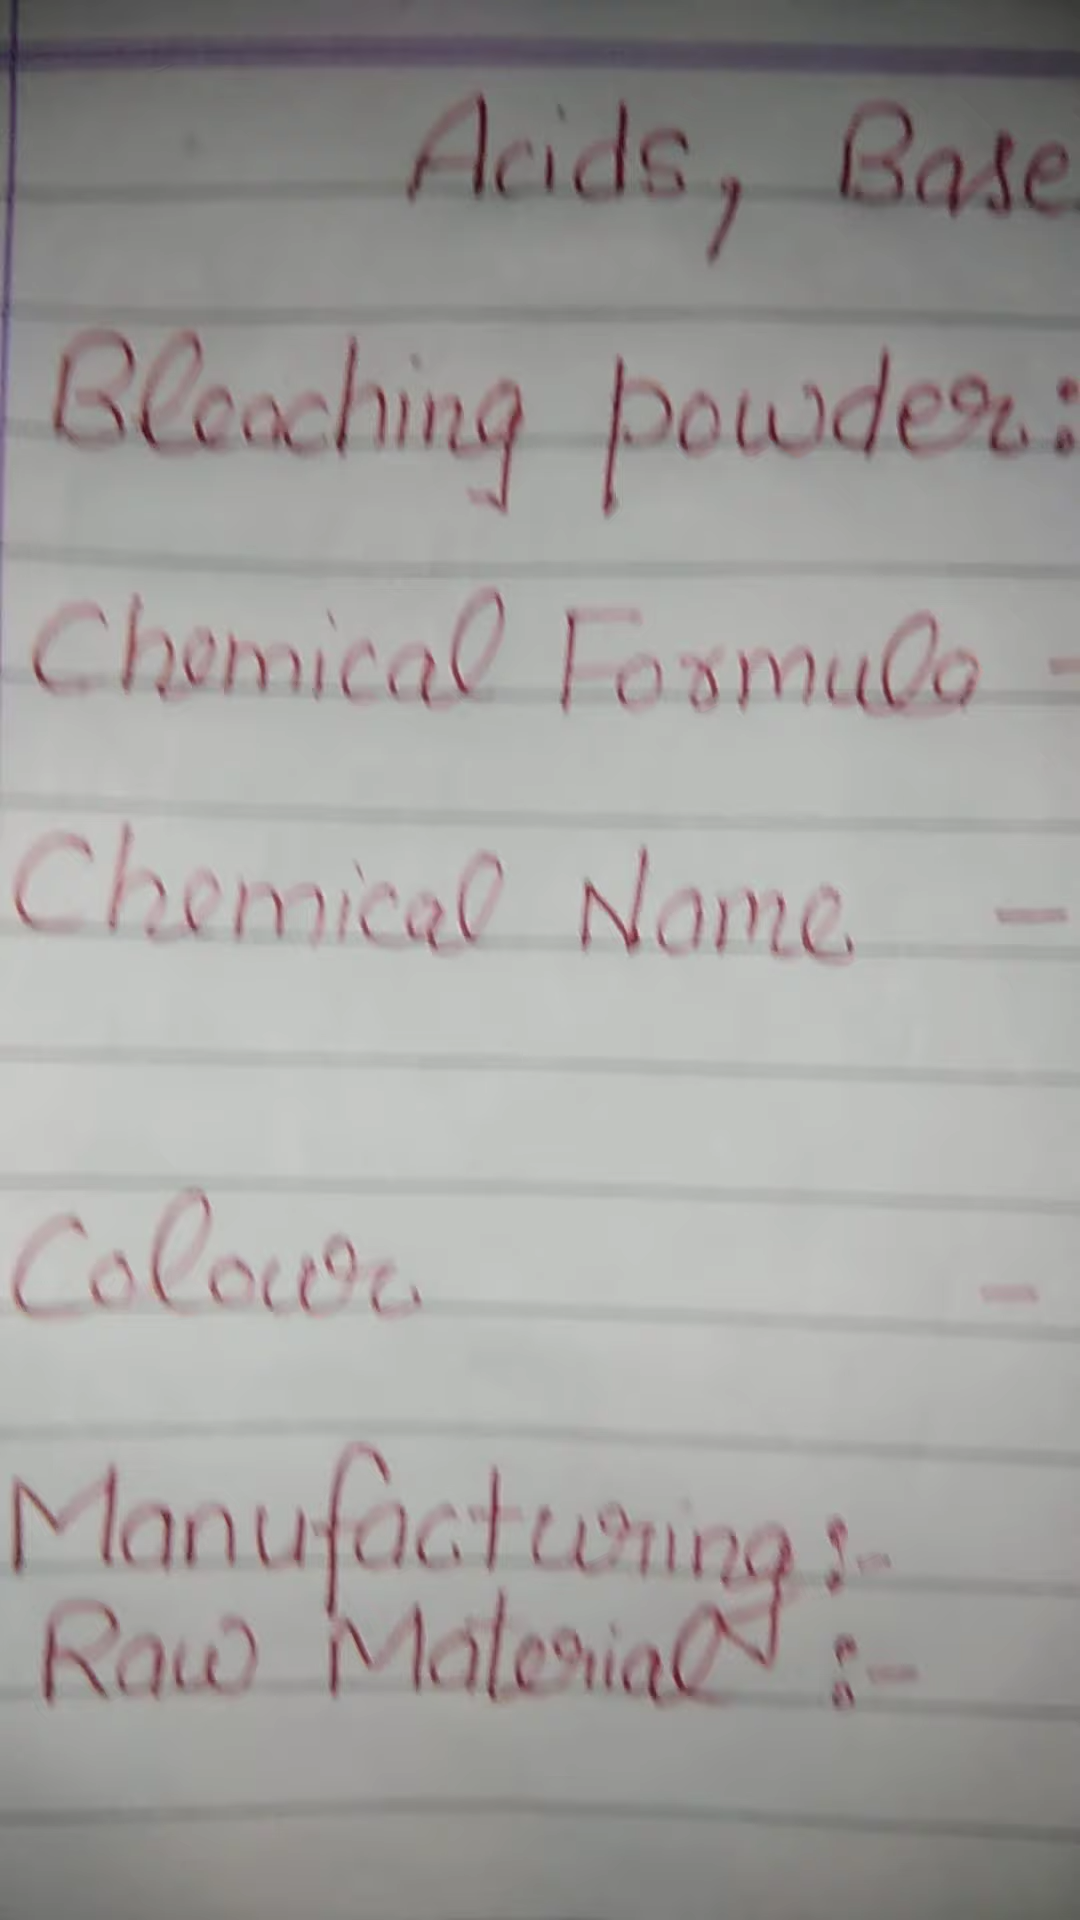 Acids, Base
Bleaching powder:
Chemical Formula -
Chemical Name -
Colour -
Manufacturing :-
Raw Material :-